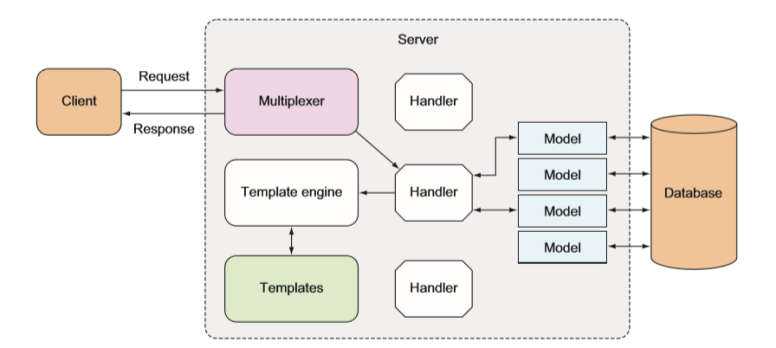 Server
Request
Client
Multiplexer
Handler
Response
Model
Model
Template engine
Handler
Database
Model
Model
Templates
Handler